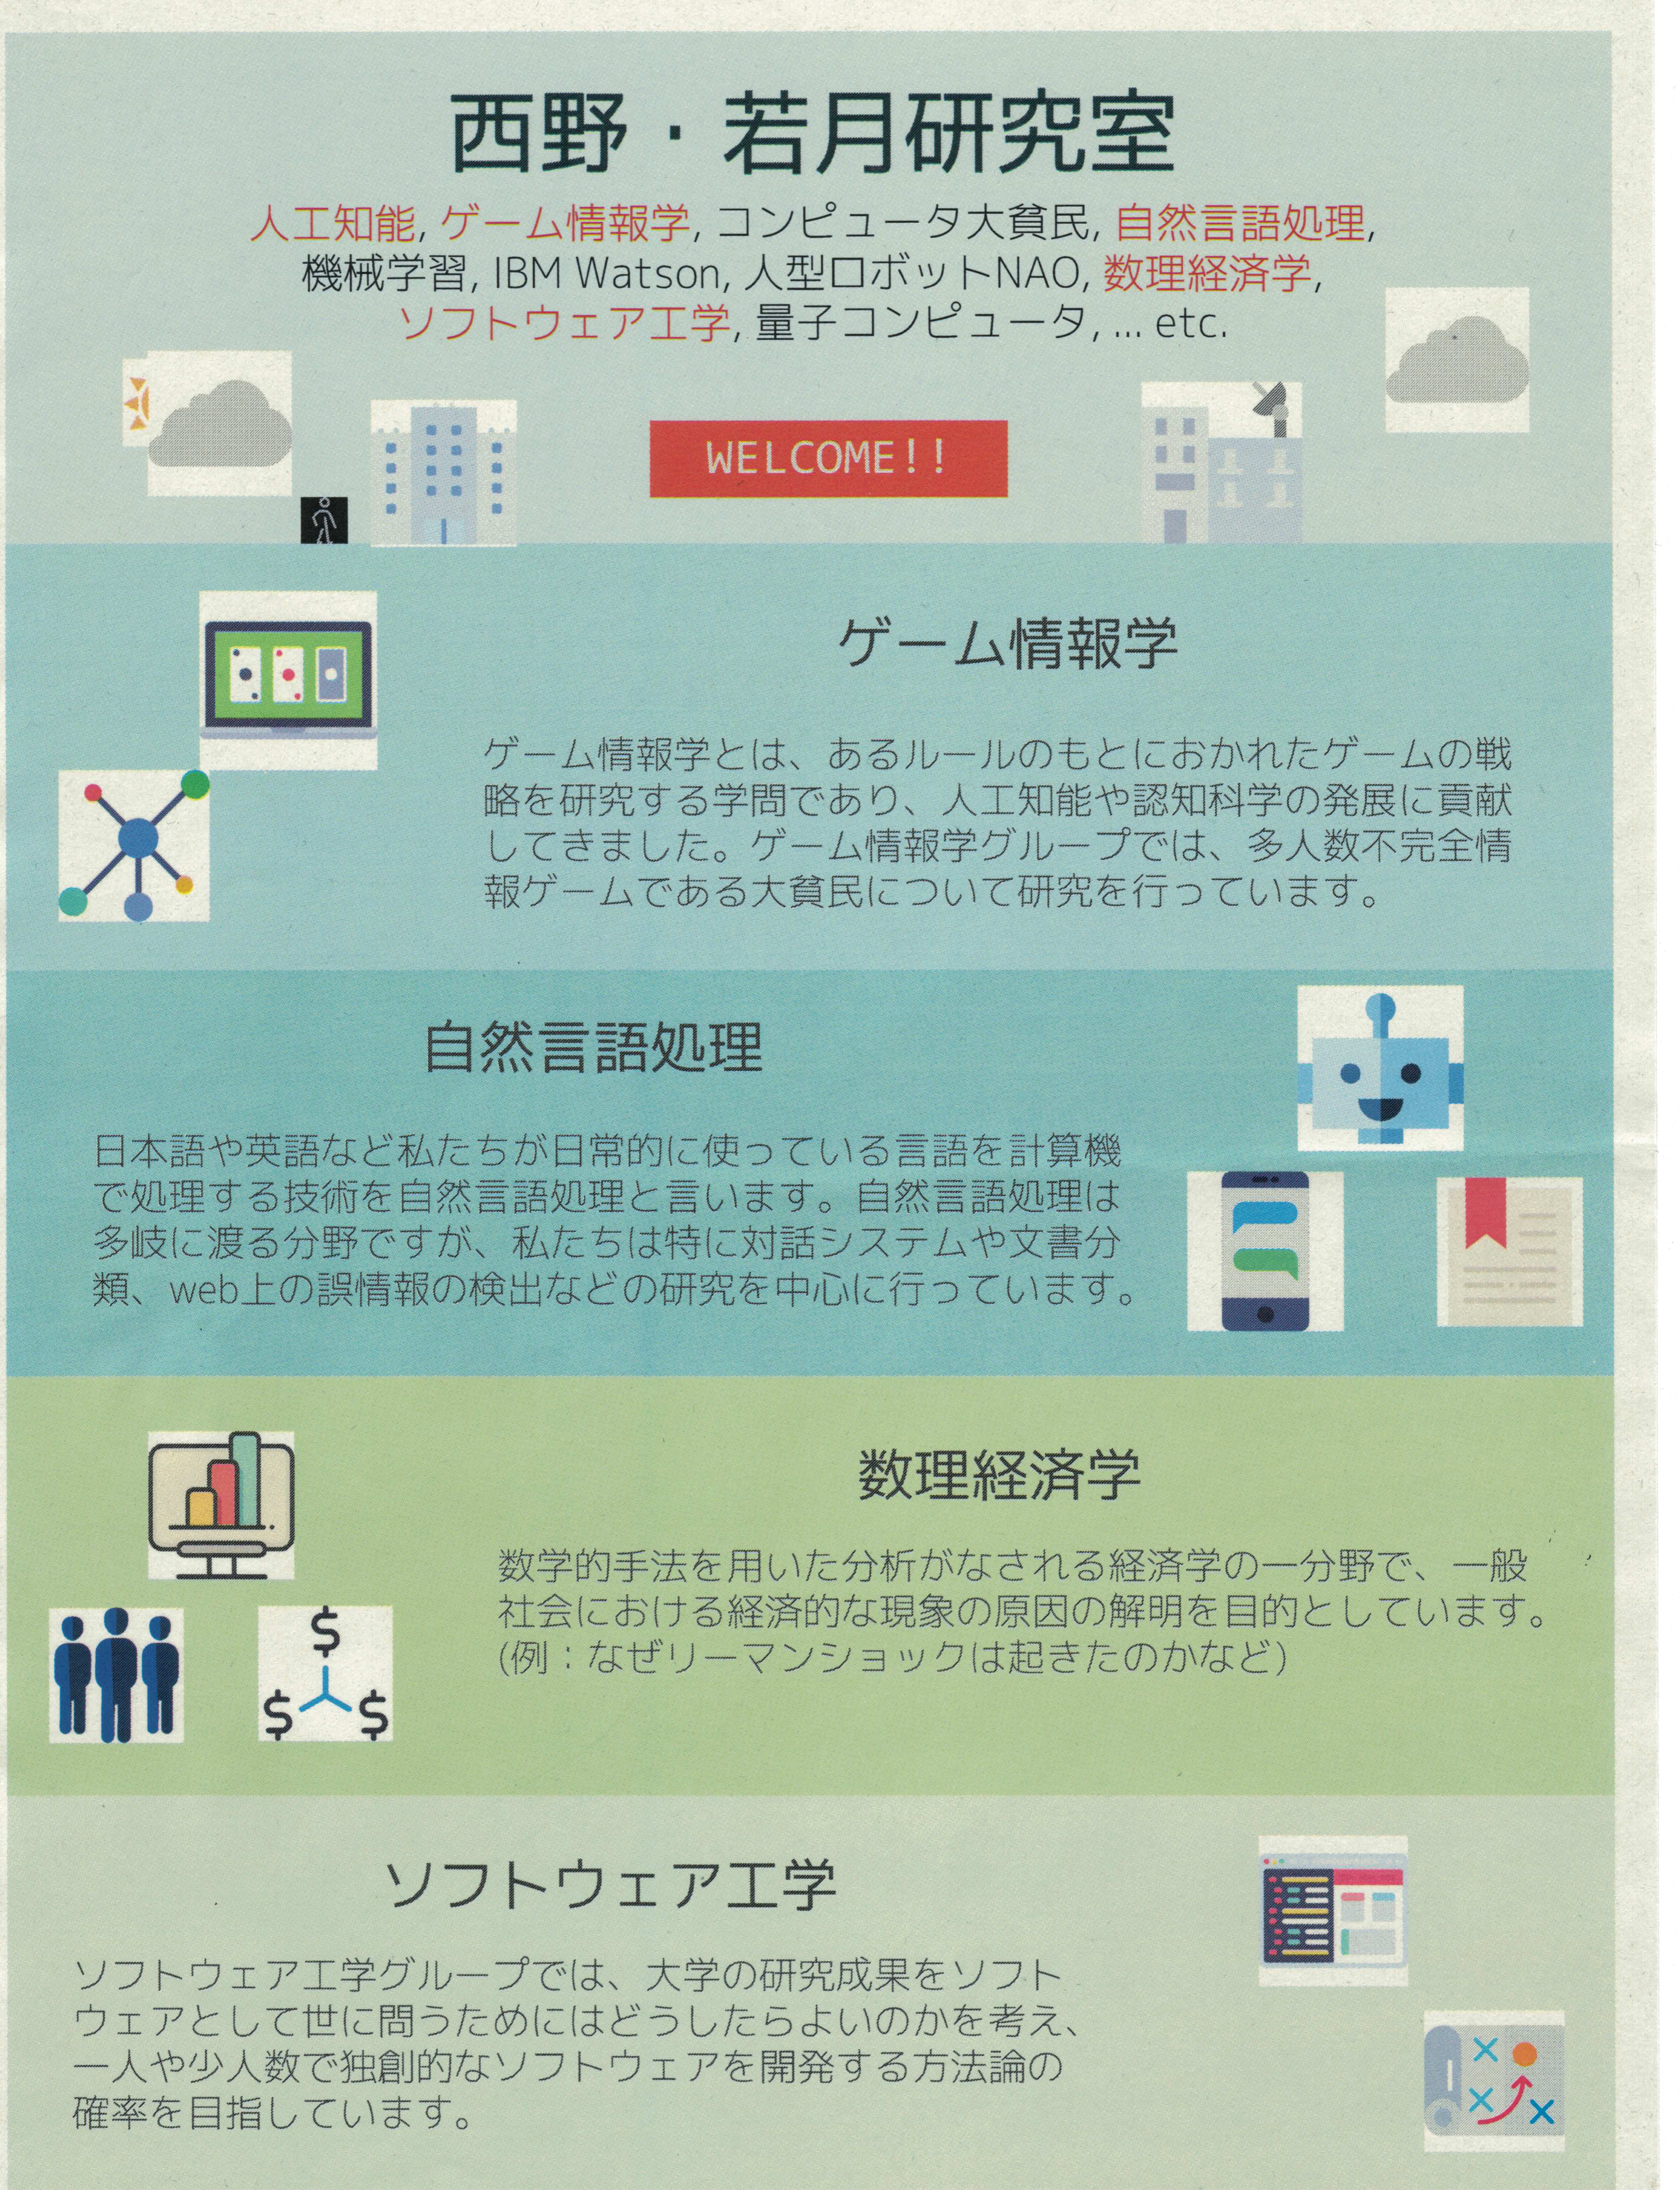 西野・若月研究室
人工知能, ゲーム情報学, コンピュータ大貧民, 自然言語処理,
機械学習, IBM Watson, 人型ロボットNAO, 数理経済学,
ソフトウェア工学, 量子コンピュータ, ... etc.
WELCOME!!
ゲーム情報学
ゲーム情報学とは、あるルールのもとにおかれたゲームの戦
略を研究する学問であり、人工知能や認知科学の発展に貢献
してきました。ゲーム情報学グループでは、多人数不完全情
報ゲームである大貧民について研究を行っています。
自然言語処理
日本語や英語など私たちが日常的に使っている言語を計算機
で処理する技術を自然言語処理と言います。自然言語処理は
多岐に渡る分野ですが、私たちは特に対話システムや文書分
類、web上の誤情報の検出などの研究を中心に行っています。
数理経済学
数学的手法を用いた分析がなされる経済学の一分野で、一般
社会における経済的な現象の原因の解明を目的としています。
(例：なぜリーマンショックは起きたのかなど)
ソフトウェア工学
ソフトウェア工学グループでは、大学の研究成果をソフト
ウェアとして世に問うためにはどうしたらよいのかを考え、
一人や少人数で独創的なソフトウェアを開発する方法論の
確率を目指しています。